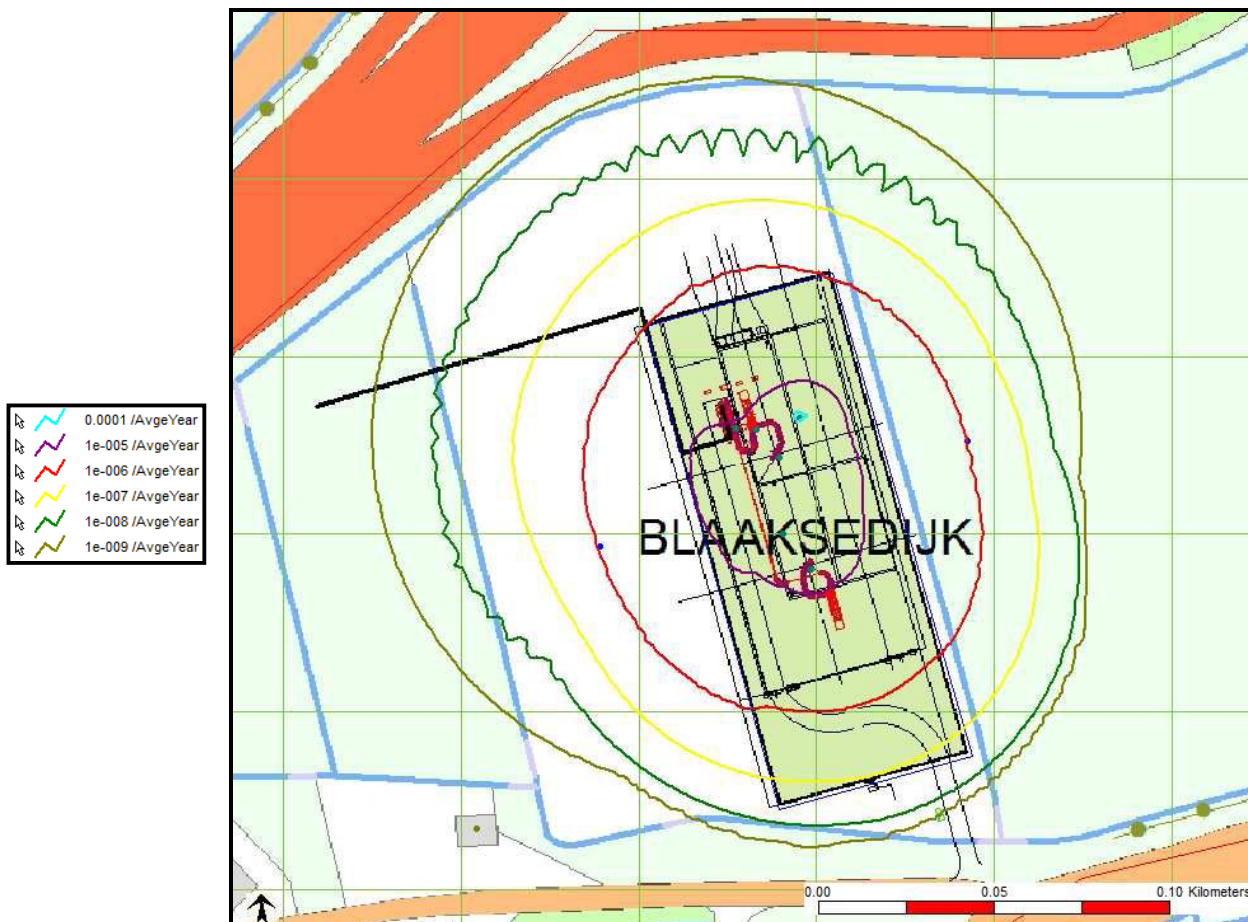 0.0001 /AvgeYear
1e-005 /AvgeYear
1e-006 /AvgeYear
1e-007 /AvgeYear
1e-008 /AvgeYear
1e-009 /AvgeYear
BLAAKSEDIJK
0.00 0.05 0.10 Kilometers